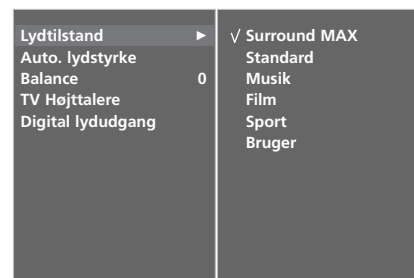 Lydtilstand ►
Auto. lydstyrke
Balance 0
TV Højttalere
Digital lydudgang
√ Surround MAX
Standard
Musik
Film
Sport
Bruger